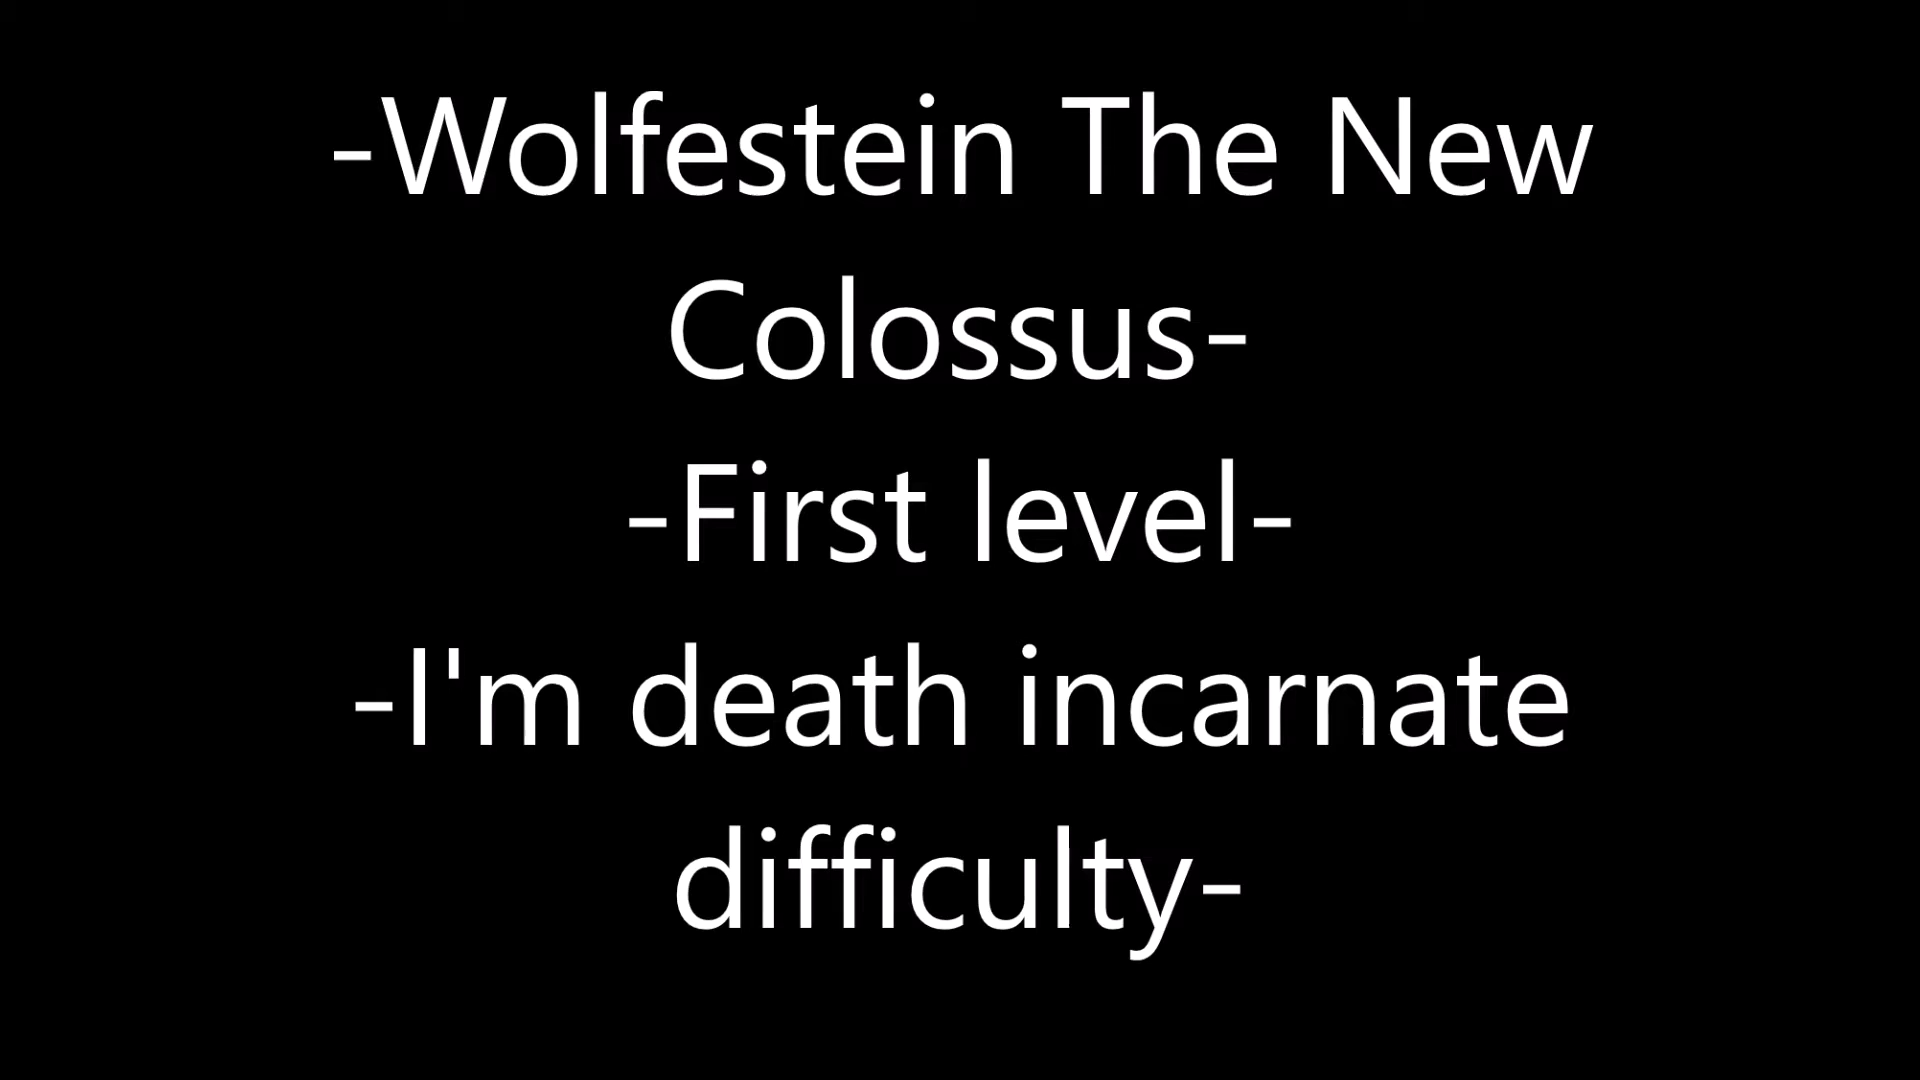 -Wolfestein The New
Colossus-
-First level-
-I'm death incarnate
difficulty-